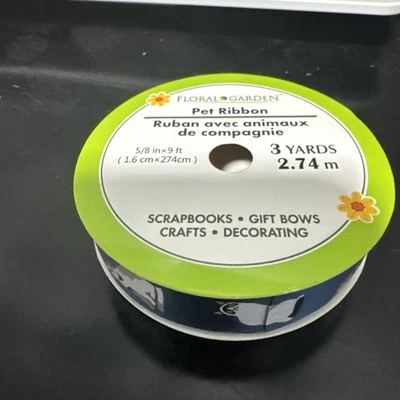 FLORAL GARDEN
Pet Ribbon
Ruban avec animaux
de compagnie
5/8 in×9 ft
( 1.6 cm×274cm )
3 YARDS
2.74 m
SCRAPBOOKS • GIFT BOWS
CRAFTS • DECORATING